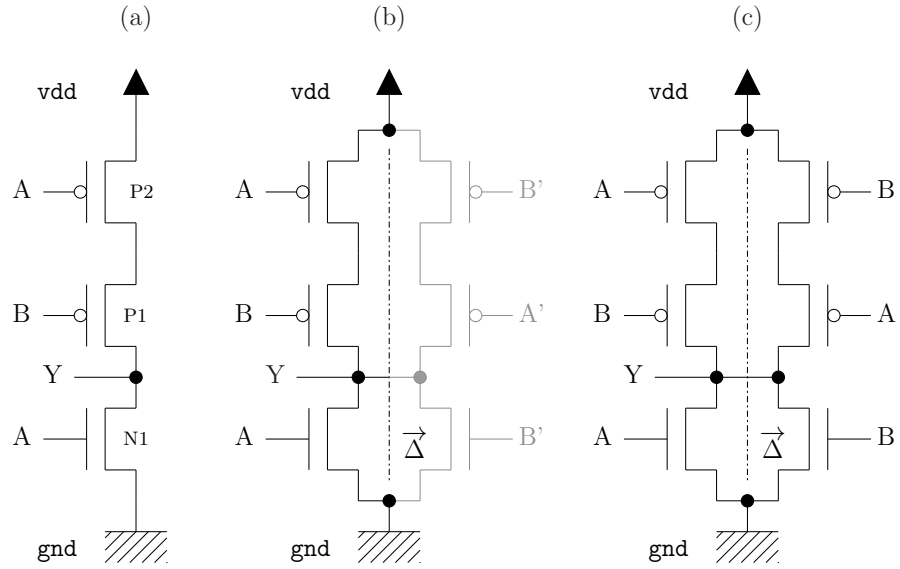 (a) (b) (c)
vdd vdd vdd
A P2 A B' A B
B P1 B A' B A
Y Y Y
A N1 A Δ B' A Δ B
gnd gnd gnd